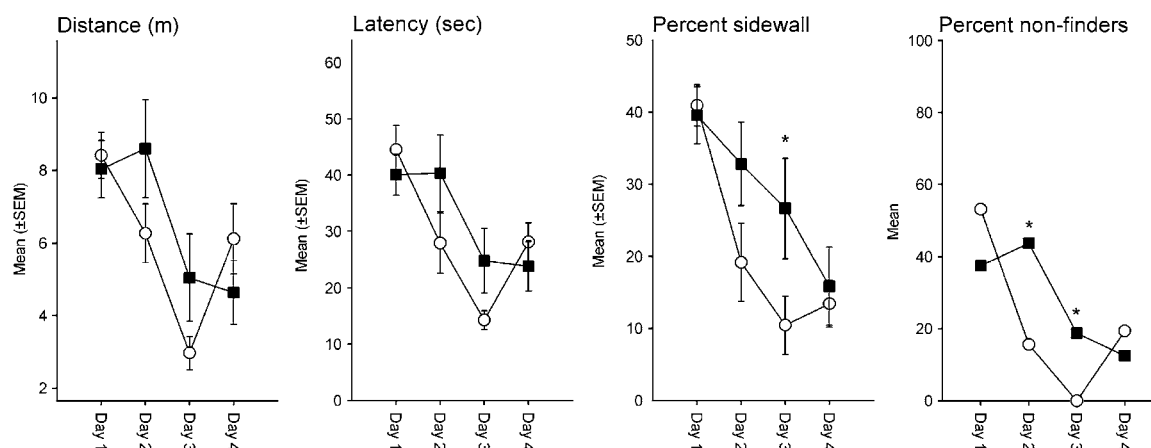 Distance (m)
Mean (±SEM)
10
8
6
4
2
Day 1
Day 2
Day 3
Day 4
Latency (sec)
Mean (±SEM)
60
50
40
30
20
10
0
Day 1
Day 2
Day 3
Day 4
Percent sidewall
Mean (±SEM)
50
40
30
20
10
0
*
Day 1
Day 2
Day 3
Day 4
Percent non-finders
Mean
100
80
60
40
20
0
*
*
Day 1
Day 2
Day 3
Day 4